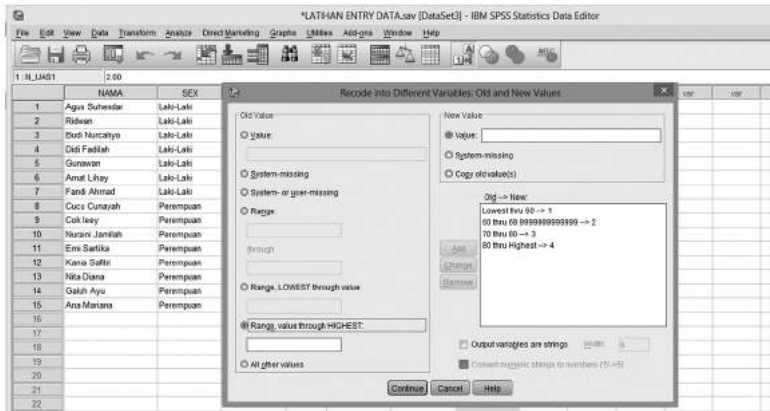 *LATIHAN ENTRY DATA.sav [DataSet3] - IBM SPSS Statistics Data Editor
File Edit View Data Transform Analyze Direct Marketing Graphs Utilities Add-ons Window Help
1 : N_UAS1 2.00
NAMA SEX var var
1 Agus Suhendar Laki-Laki
2 Ridwan Laki-Laki
3 Budi Nurcahyo Laki-Laki
4 Didi Fadilah Laki-Laki
5 Gunawan Laki-Laki
6 Amat Lihay Laki-Laki
7 Fandi Ahmad Laki-Laki
8 Cucu Cunayah Perempuan
9 Cok Ieey Perempuan
10 Nuraini Jamilah Perempuan
11 Erni Sartika Perempuan
12 Kania Safitri Perempuan
13 Nita Diana Perempuan
14 Galuh Ayu Perempuan
15 Ana Mariana Perempuan
16
17
18
19
20
21
22
Recode into Different Variables: Old and New Values
Old Value
Value:
System-missing
System- or user-missing
Range:
through
Range, LOWEST through value:
Range, value through HIGHEST:
All other values
New Value
Value:
System-missing
Copy old value(s)
Old --> New:
Lowest thru 60 --> 1
60 thru 69.9999999999999 --> 2
70 thru 80 --> 3
80 thru Highest --> 4
Add
Change
Remove
Output variables are strings Width: 8
Convert numeric strings to numbers ('5'->5)
Continue Cancel Help